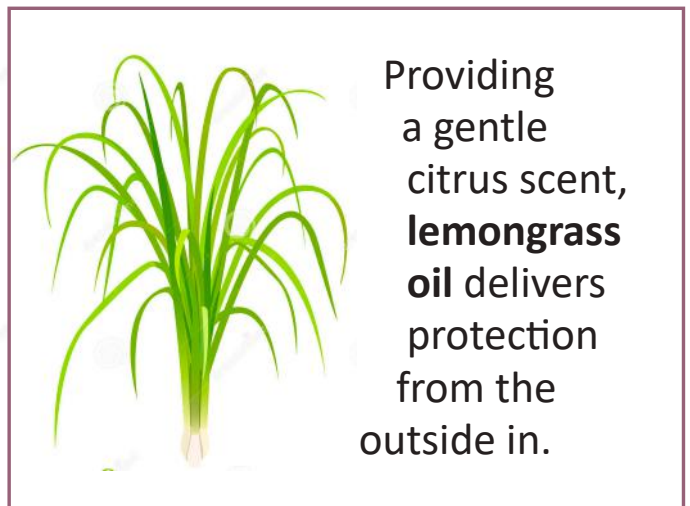 Providing
a gentle
citrus scent,
lemongrass
oil delivers
protection
from the
outside in.